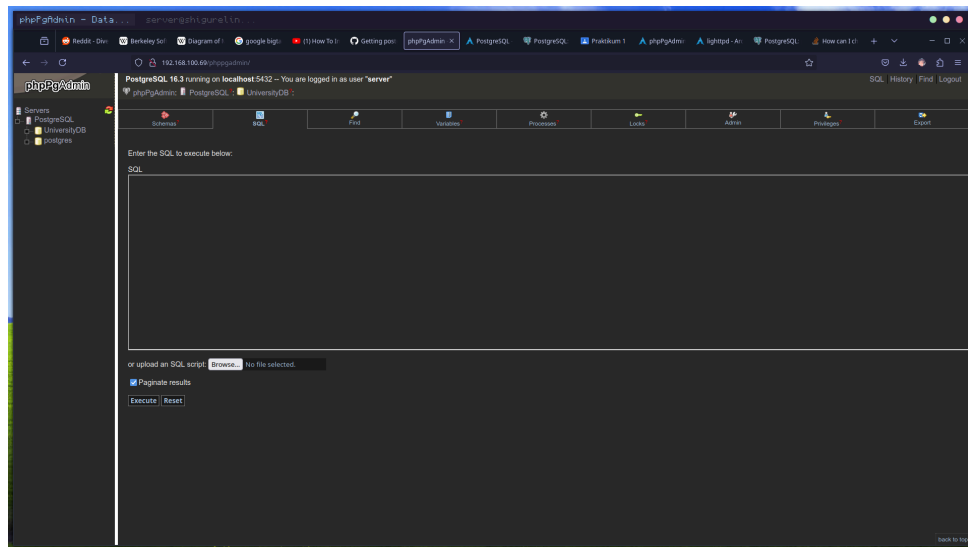 phpPgAdmin - Data... server@shigurelin...
Reddit - Div
Berkeley So
Diagram of
google bigt
(1) How To I
Getting pos
phpPgAdmin
PostgreSQL
PostgreSQL:
Praktikum 1
phpPgAdmi
lighttpd - Ar
PostgreSQL:
How can I cl
192.168.100.69/phppgadmin/
phpPgAdmin
PostgreSQL 16.3 running on localhost:5432 -- You are logged in as user "server"
SQL History Find Logout
phpPgAdmin: PostgreSQL : UniversityDB :
Servers
PostgreSQL
UniversityDB
postgres
Schemas SQL Find Variables Processes Locks Admin Privileges Export
Enter the SQL to execute below:
SQL
or upload an SQL script: Browse... No file selected.
Paginate results
Execute Reset
back to top